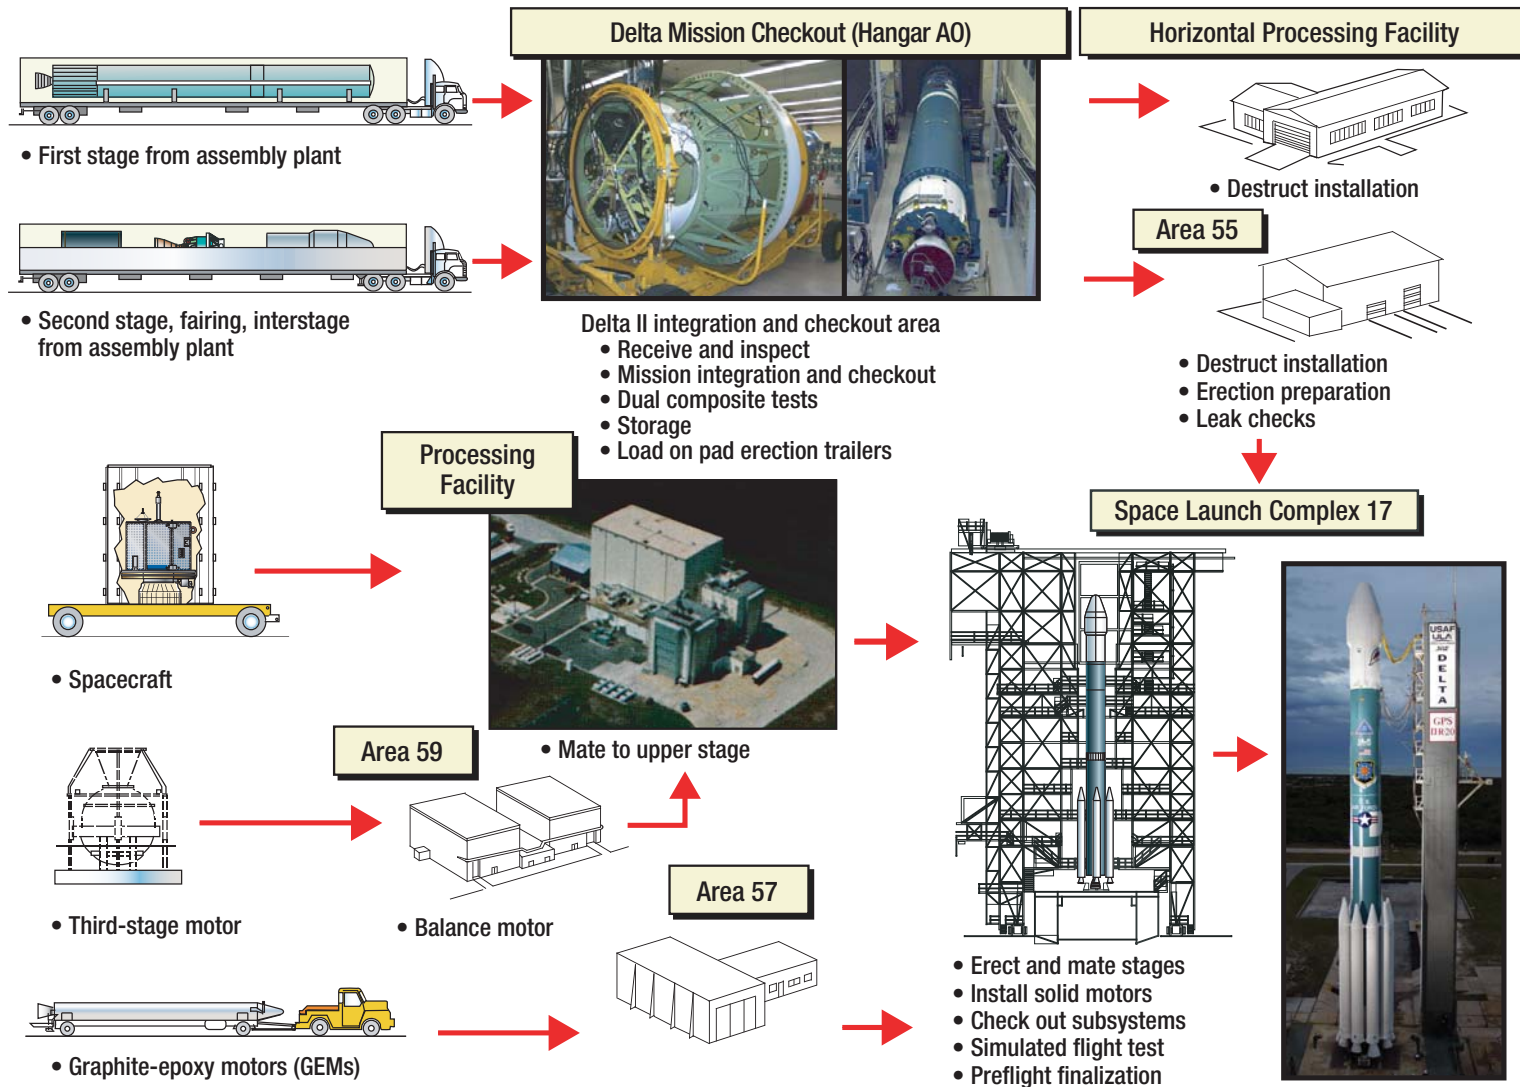 Delta Mission Checkout (Hangar AO)
Horizontal Processing Facility
• First stage from assembly plant
• Destruct installation
Area 55
• Second stage, fairing, interstage
from assembly plant
Delta II integration and checkout area
• Receive and inspect
• Mission integration and checkout
• Dual composite tests
• Storage
• Load on pad erection trailers
• Destruct installation
• Erection preparation
• Leak checks
Processing
Facility
Space Launch Complex 17
• Spacecraft
• Mate to upper stage
USAF
ULA
DELTA
GPS
IIR20
Area 59
• Third-stage motor
• Balance motor
Area 57
• Graphite-epoxy motors (GEMs)
• Erect and mate stages
• Install solid motors
• Check out subsystems
• Simulated flight test
• Preflight finalization